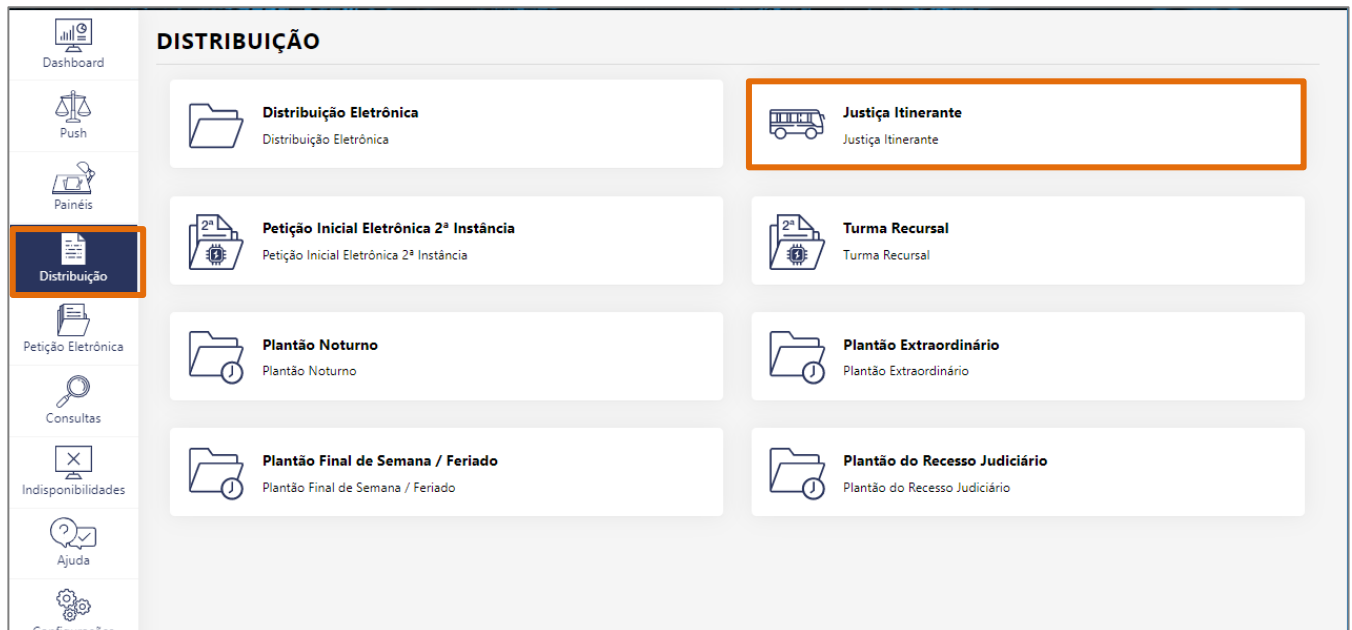 Dashboard
Push
Painéis
Distribuição
Petição Eletrônica
Consultas
Indisponibilidades
Ajuda
DISTRIBUIÇÃO
Distribuição Eletrônica
Distribuição Eletrônica
Justiça Itinerante
Justiça Itinerante
2ª
Petição Inicial Eletrônica 2ª Instância
Petição Inicial Eletrônica 2ª Instância
2ª
Turma Recursal
Turma Recursal
Plantão Noturno
Plantão Noturno
Plantão Extraordinário
Plantão Extraordinário
Plantão Final de Semana / Feriado
Plantão Final de Semana / Feriado
Plantão do Recesso Judiciário
Plantão do Recesso Judiciário